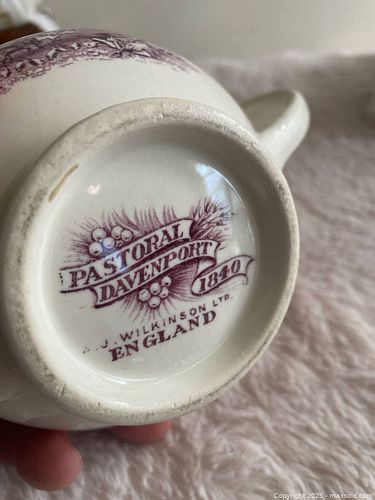 PASTORAL
DAVENPORT
1840
J. WILKINSON LTD.
ENGLAND
Copyright 2025 - maxsold.com